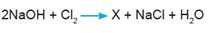 2NaOH + Cl₂ ⟶ X + NaCl + H₂O